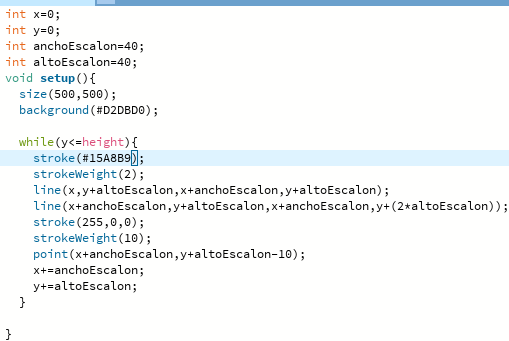 int x=0;
int y=0;
int anchoEscalon=40;
int altoEscalon=40;
void setup(){
  size(500,500);
  background(#D2DBD0);

  while(y<=height){
    stroke(#15A8B9);
    strokeWeight(2);
    line(x,y+altoEscalon,x+anchoEscalon,y+altoEscalon);
    line(x+anchoEscalon,y+altoEscalon,x+anchoEscalon,y+(2*altoEscalon));
    stroke(255,0,0);
    strokeWeight(10);
    point(x+anchoEscalon,y+altoEscalon-10);
    x+=anchoEscalon;
    y+=altoEscalon;
  }

}